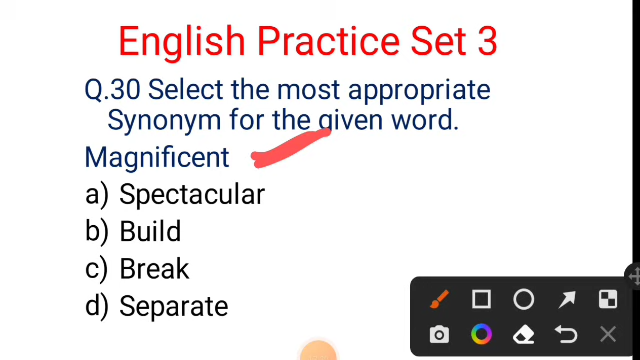 English Practice Set 3
Q.30 Select the most appropriate
Synonym for the given word.
Magnificent
a) Spectacular
b) Build
c) Break
d) Separate